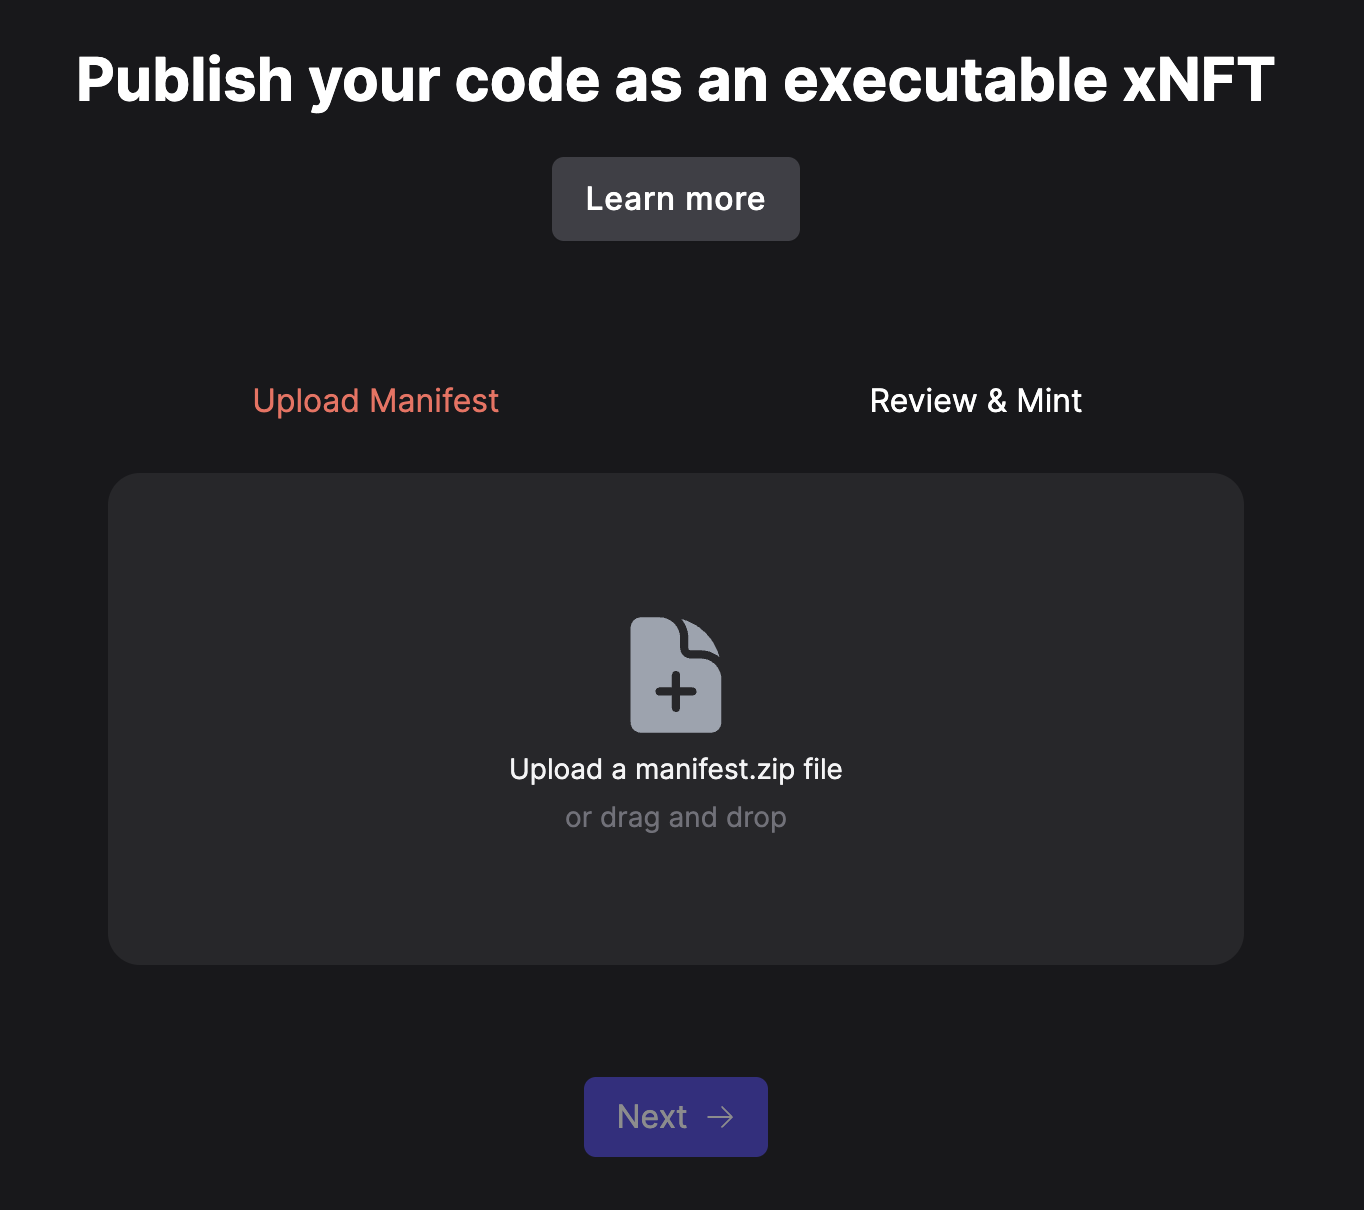 Publish your code as an executable xNFT
Learn more
Upload Manifest
Review & Mint
Upload a manifest.zip file
or drag and drop
Next →